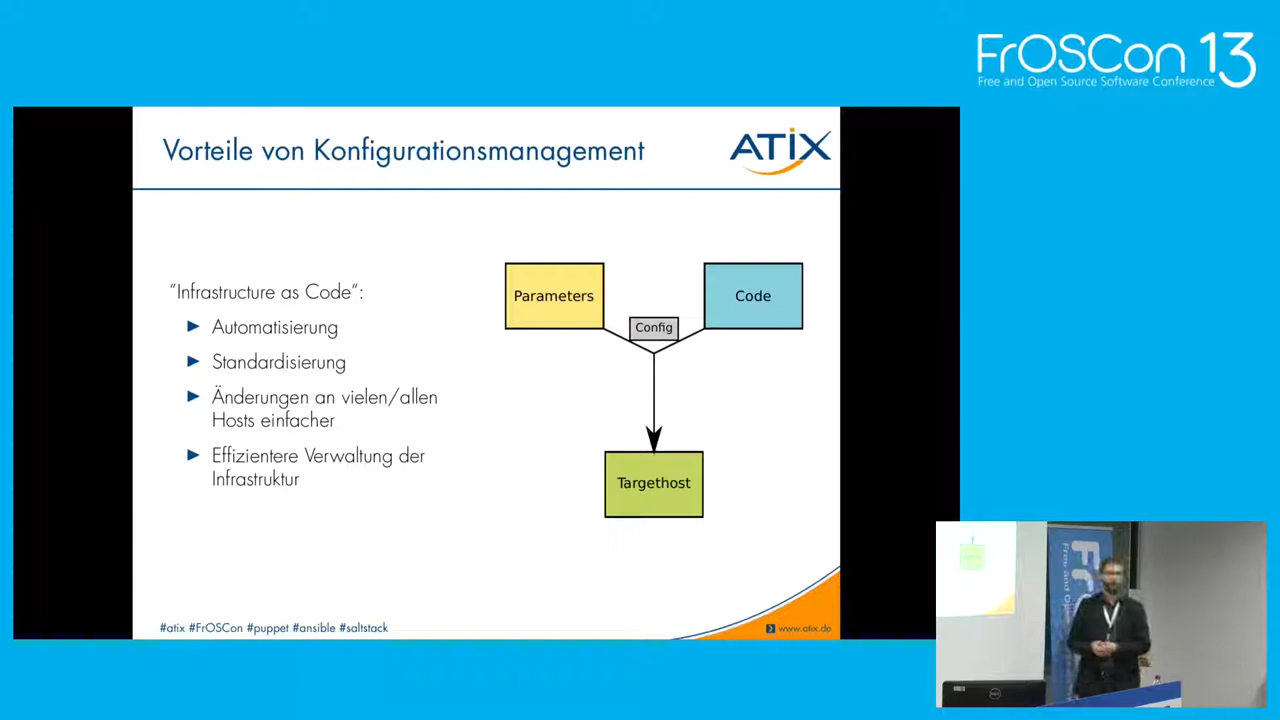 FrOSCon 13
Free and Open Source Software Conference
Vorteile von Konfigurationsmanagement
ATIX
"Infrastructure as Code":
Automatisierung
Standardisierung
Änderungen an vielen/allen
Hosts einfacher
Effizientere Verwaltung der
Infrastruktur
Parameters
Code
Config
Targethost
#atix #FrOSCon #puppet #ansible #saltstack
www.atix.de